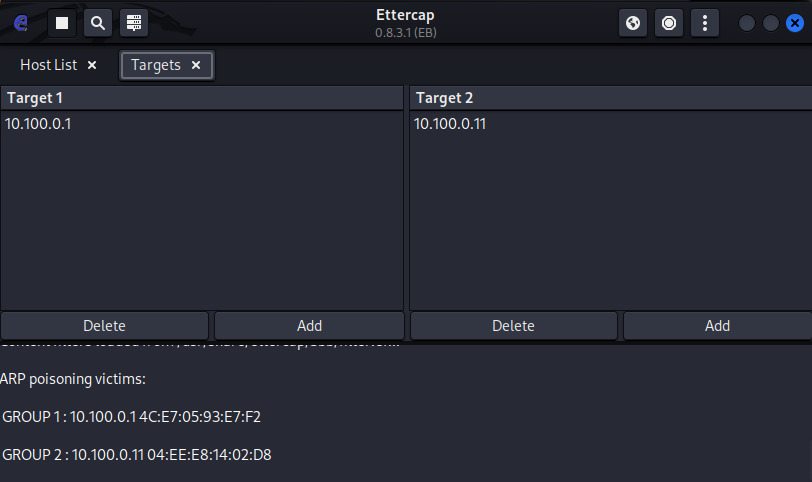 Ettercap
0.8.3.1 (EB)
Host List
Targets
Target 1
Target 2
10.100.0.1
10.100.0.11
Delete
Add
Delete
Add
ARP poisoning victims:
GROUP 1 : 10.100.0.1 4C:E7:05:93:E7:F2
GROUP 2 : 10.100.0.11 04:EE:E8:14:02:D8